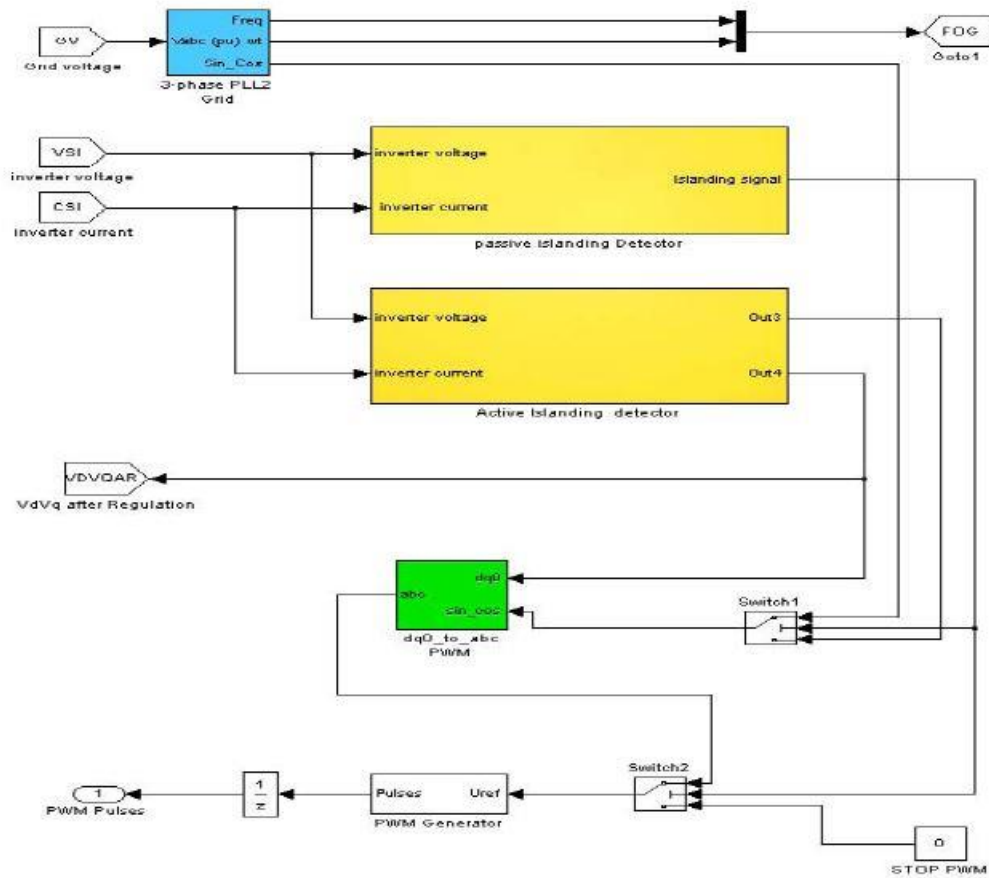 GV
Grid voltage
Freq
Vabc (pu) wt
Sin_Cos
3-phase PLL2
Grid
FOG
Goto1
VSI
inverter voltage
CSI
inverter current
inverter voltage
Islanding signal
inverter current
passive Islanding Detector
inverter voltage
Out3
inverter current
Out4
Active Islanding detector
VDVQAR
VdVq after Regulation
dq0
abc
sin_cos
dq0_to_abc
PWM
Switch1
Switch2
1
PWM Pulses
1
z
Pulses
Uref
PWM Generator
0
STOP PWM